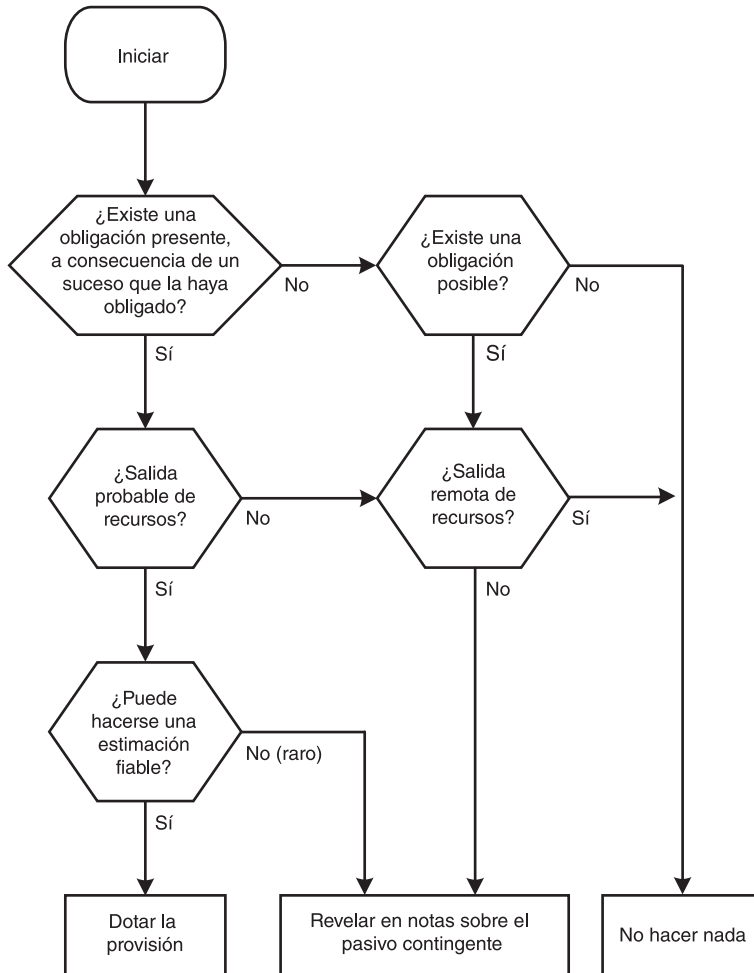 Iniciar
¿Existe una
obligación presente,
a consecuencia de un
suceso que la haya
obligado?
No
¿Existe una
obligación
posible?
No
Sí
Sí
¿Salida
probable de
recursos?
No
¿Salida
remota de
recursos?
Sí
Sí
No
¿Puede
hacerse una
estimación
fiable?
No (raro)
Sí
Dotar la
provisión
Revelar en notas sobre el
pasivo contingente
No hacer nada